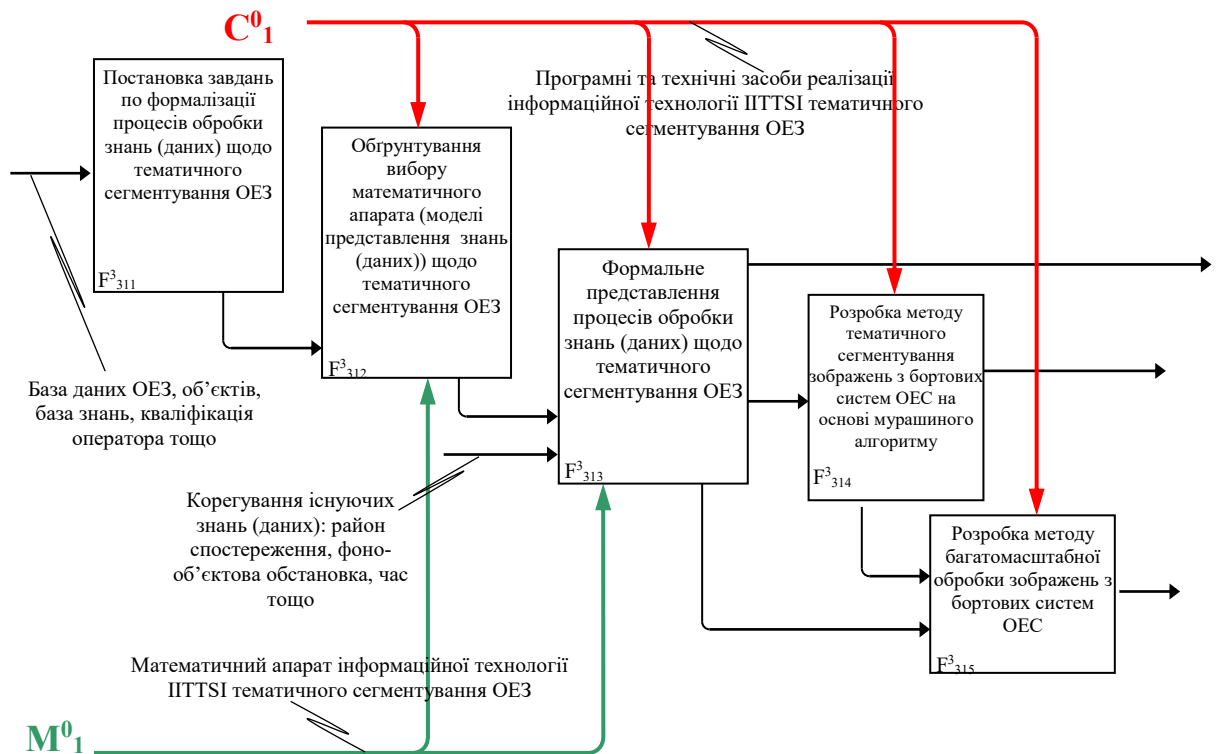 C⁰₁
Постановка завдань
по формалізації
процесів обробки
знань (даних) щодо
тематичного
сегментування ОЕЗ
F³₃₁₁
Програмні та технічні засоби реалізації
інформаційної технології IITTSI тематичного
сегментування ОЕЗ
Обґрунтування
вибору
математичного
апарата (моделі
представлення знань
(даних)) щодо
тематичного
сегментування ОЕЗ
F³₃₁₂
Формальне
представлення
процесів обробки
знань (даних) щодо
тематичного
сегментування ОЕЗ
F³₃₁₃
Розробка методу
тематичного
сегментування
зображень з бортових
систем ОЕС на
основі мурашиного
алгоритму
F³₃₁₄
Розробка методу
багатомасштабної
обробки зображень з
бортових систем
ОЕС
F³₃₁₅
База даних ОЕЗ, об’єктів,
база знань, кваліфікація
оператора тощо
Корегування існуючих
знань (даних): район
спостереження, фоно-
об’єктова обстановка, час
тощо
Математичний апарат інформаційної технології
IITTSI тематичного сегментування ОЕЗ
M⁰₁